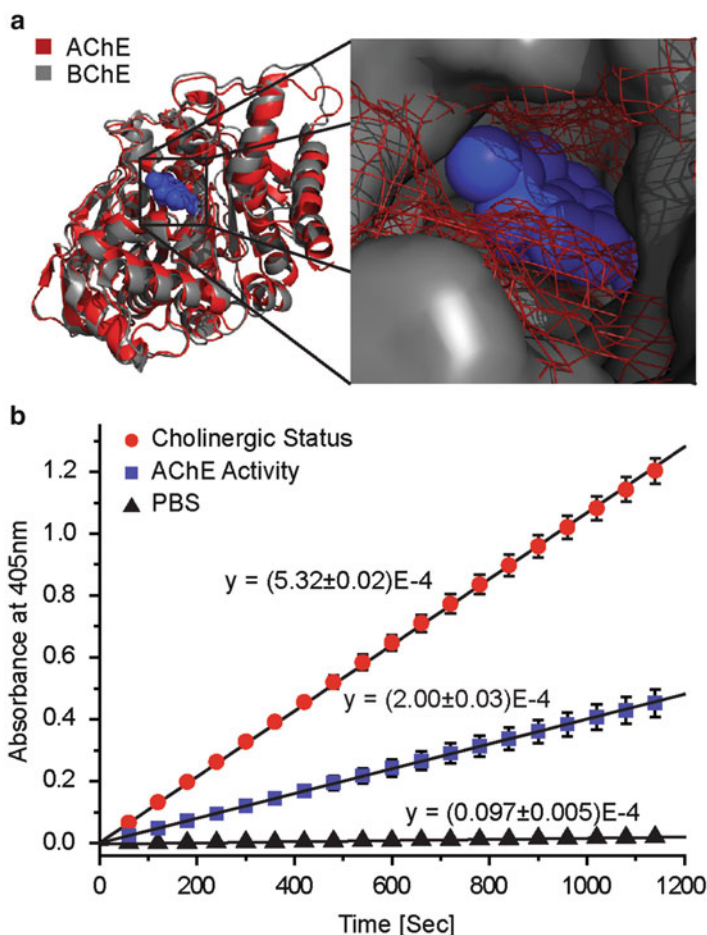 a
AChE
BChE
b
Cholinergic Status
AChE Activity
PBS
y = (5.32±0.02)E-4
y = (2.00±0.03)E-4
y = (0.097±0.005)E-4
Absorbance at 405nm
1.2
1.0
0.8
0.6
0.4
0.2
0.0
0 200 400 600 800 1000 1200
Time [Sec]